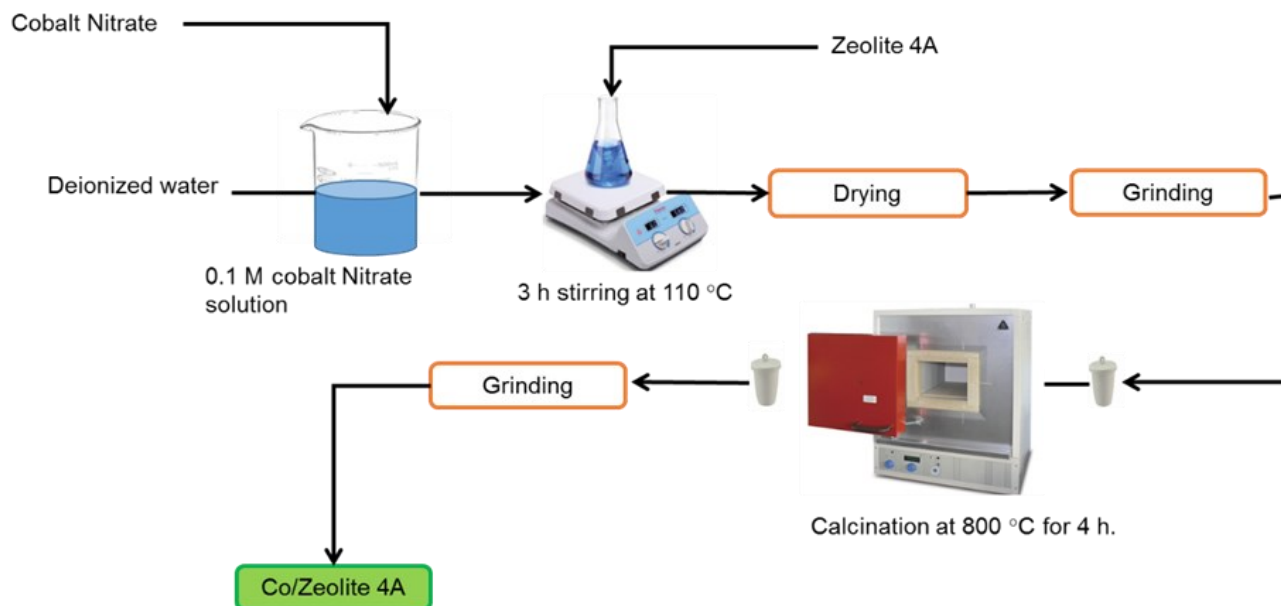 Cobalt Nitrate
Zeolite 4A
Deionized water
Drying
Grinding
0.1 M cobalt Nitrate
solution
3 h stirring at 110 °C
Grinding
Calcination at 800 °C for 4 h.
Co/Zeolite 4A